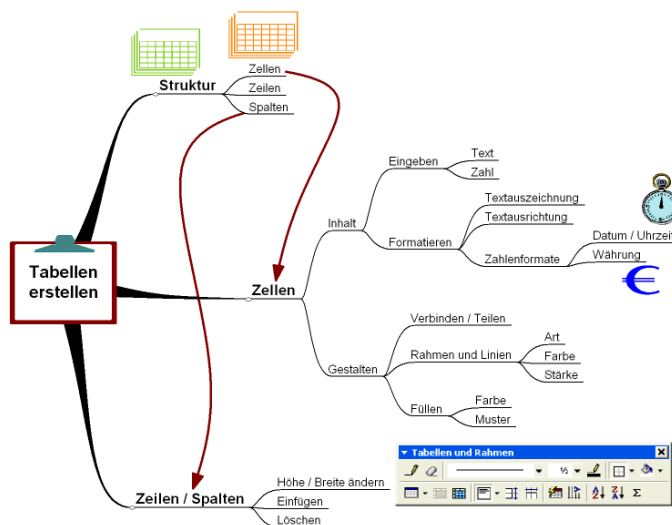 Struktur
Zellen
Zeilen
Spalten
Tabellen
erstellen
Zellen
Inhalt
Eingeben
Text
Zahl
Formatieren
Textauszeichnung
Textausrichtung
Zahlenformate
Datum / Uhrzeit
Währung
€
Gestalten
Verbinden / Teilen
Rahmen und Linien
Art
Farbe
Stärke
Füllen
Farbe
Muster
Zeilen / Spalten
Höhe / Breite ändern
Einfügen
Löschen
Tabellen und Rahmen
½
A Z
Z A
Σ